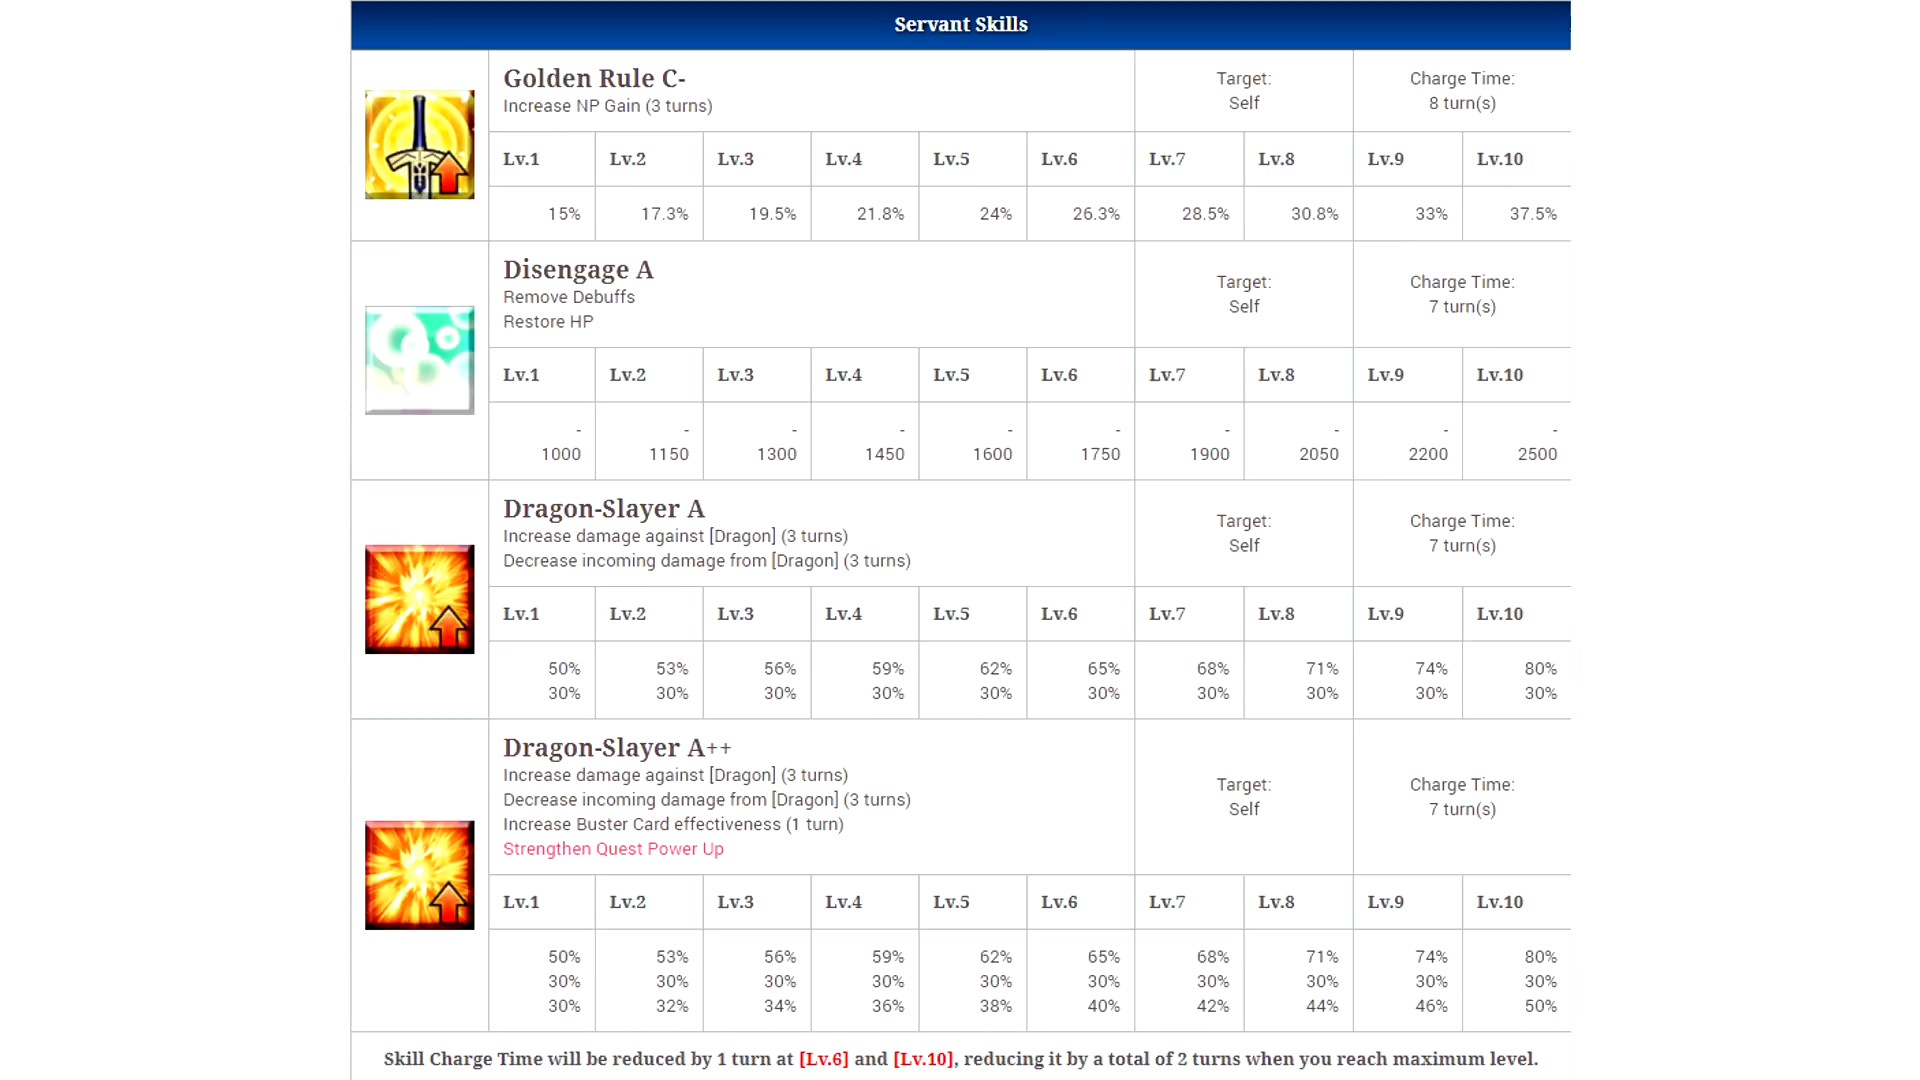 Servant Skills
Golden Rule C-
Increase NP Gain (3 turns)
Target:
Self
Charge Time:
8 turn(s)
Lv.1 Lv.2 Lv.3 Lv.4 Lv.5 Lv.6 Lv.7 Lv.8 Lv.9 Lv.10
15% 17.3% 19.5% 21.8% 24% 26.3% 28.5% 30.8% 33% 37.5%
Disengage A
Remove Debuffs
Restore HP
Target:
Self
Charge Time:
7 turn(s)
Lv.1 Lv.2 Lv.3 Lv.4 Lv.5 Lv.6 Lv.7 Lv.8 Lv.9 Lv.10
- - - - - - - - - -
1000 1150 1300 1450 1600 1750 1900 2050 2200 2500
Dragon-Slayer A
Increase damage against [Dragon] (3 turns)
Decrease incoming damage from [Dragon] (3 turns)
Target:
Self
Charge Time:
7 turn(s)
Lv.1 Lv.2 Lv.3 Lv.4 Lv.5 Lv.6 Lv.7 Lv.8 Lv.9 Lv.10
50% 53% 56% 59% 62% 65% 68% 71% 74% 80%
30% 30% 30% 30% 30% 30% 30% 30% 30% 30%
Dragon-Slayer A++
Increase damage against [Dragon] (3 turns)
Decrease incoming damage from [Dragon] (3 turns)
Increase Buster Card effectiveness (1 turn)
Strengthen Quest Power Up
Target:
Self
Charge Time:
7 turn(s)
Lv.1 Lv.2 Lv.3 Lv.4 Lv.5 Lv.6 Lv.7 Lv.8 Lv.9 Lv.10
50% 53% 56% 59% 62% 65% 68% 71% 74% 80%
30% 30% 30% 30% 30% 30% 30% 30% 30% 30%
30% 32% 34% 36% 38% 40% 42% 44% 46% 50%
Skill Charge Time will be reduced by 1 turn at [Lv.6] and [Lv.10], reducing it by a total of 2 turns when you reach maximum level.